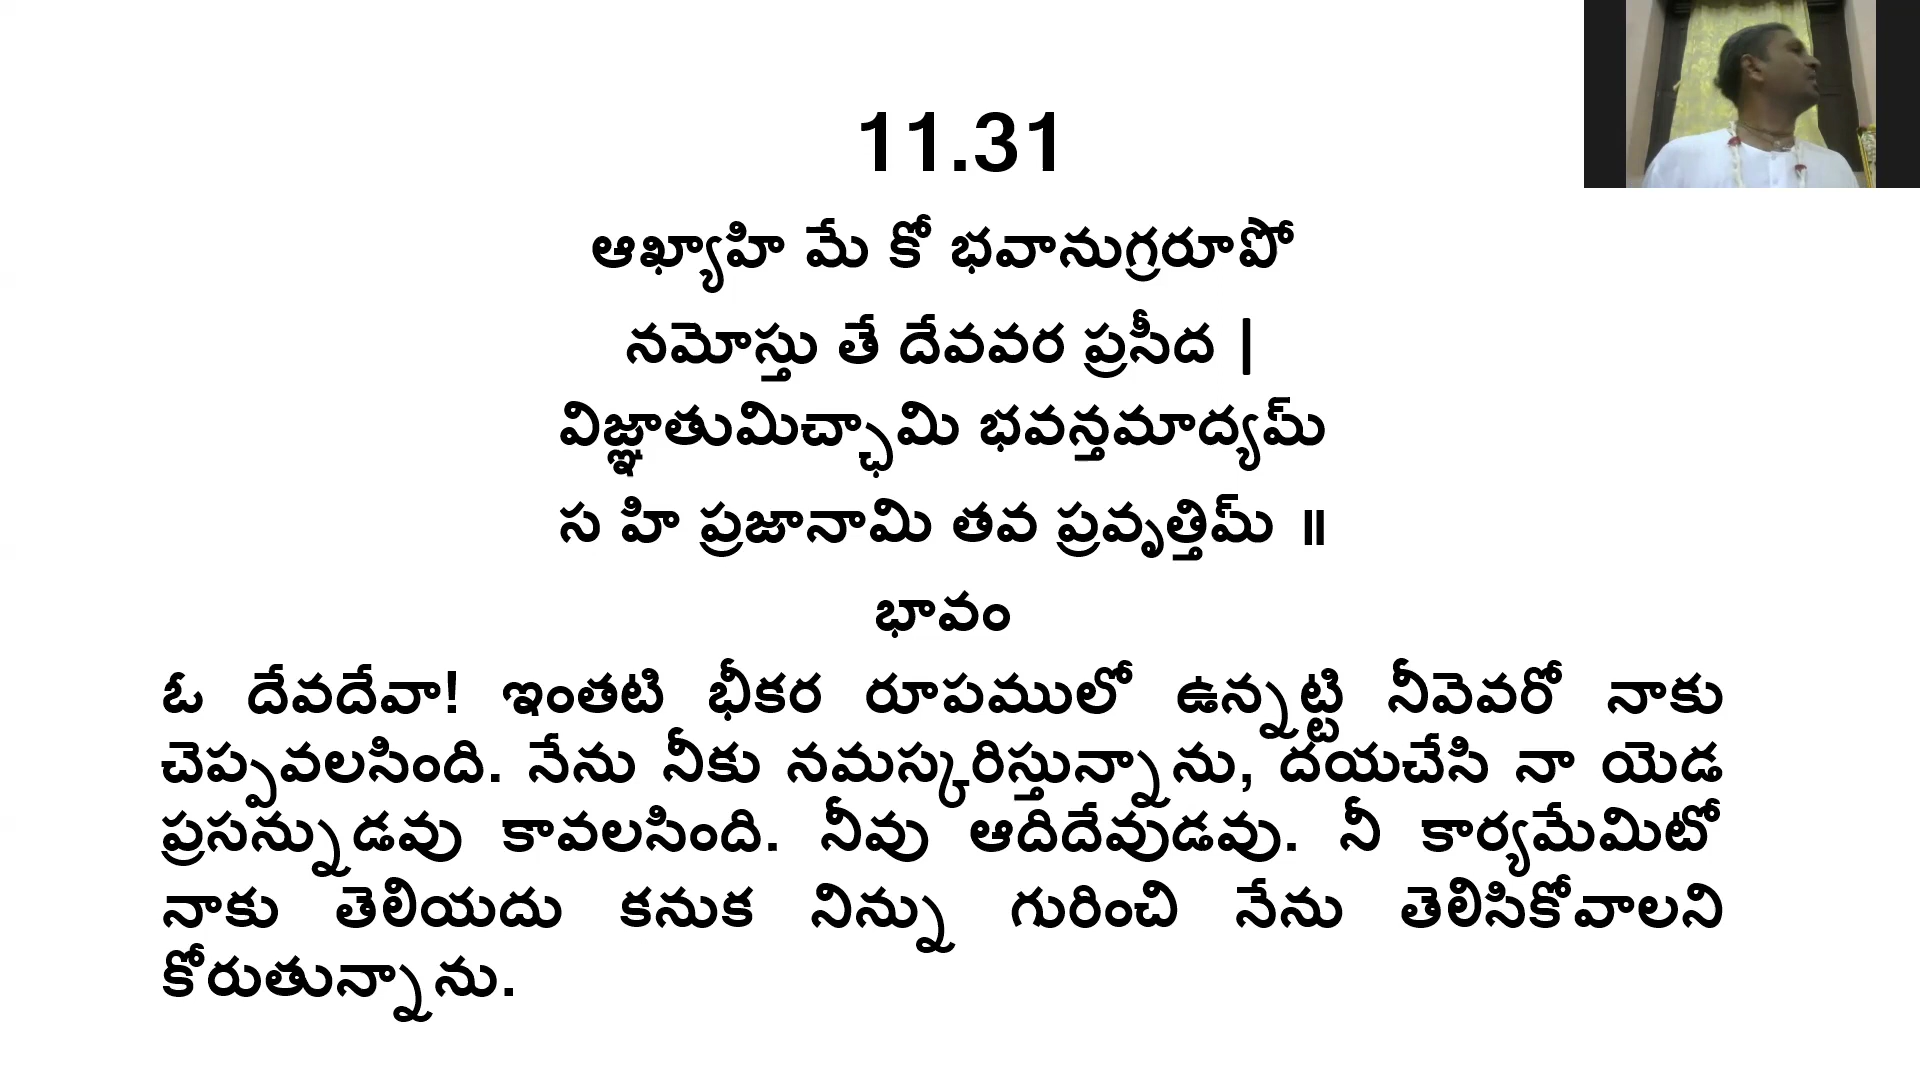 11.31
ఆఖ్యాహి మే కో భవానుగ్రరూపో
నమోస్తు తే దేవవర ప్రసీద |
విజ్ఞాతుమిచ్ఛామి భవన్తమాద్యమ్
స హి ప్రజానామి తవ ప్రవృత్తిమ్ ॥
భావం
ఓ దేవదేవా! ఇంతటి భీకర రూపములో ఉన్నట్టి నీవెవరో నాకు
చెప్పవలసింది. నేను నీకు నమస్కరిస్తున్నాను, దయచేసి నా యెడ
ప్రసన్నుడవు కావలసింది. నీవు ఆదిదేవుడవు. నీ కార్యమేమిటో
నాకు తెలియదు కనుక నిన్ను గురించి నేను తెలిసికోవాలని
కోరుతున్నాను.